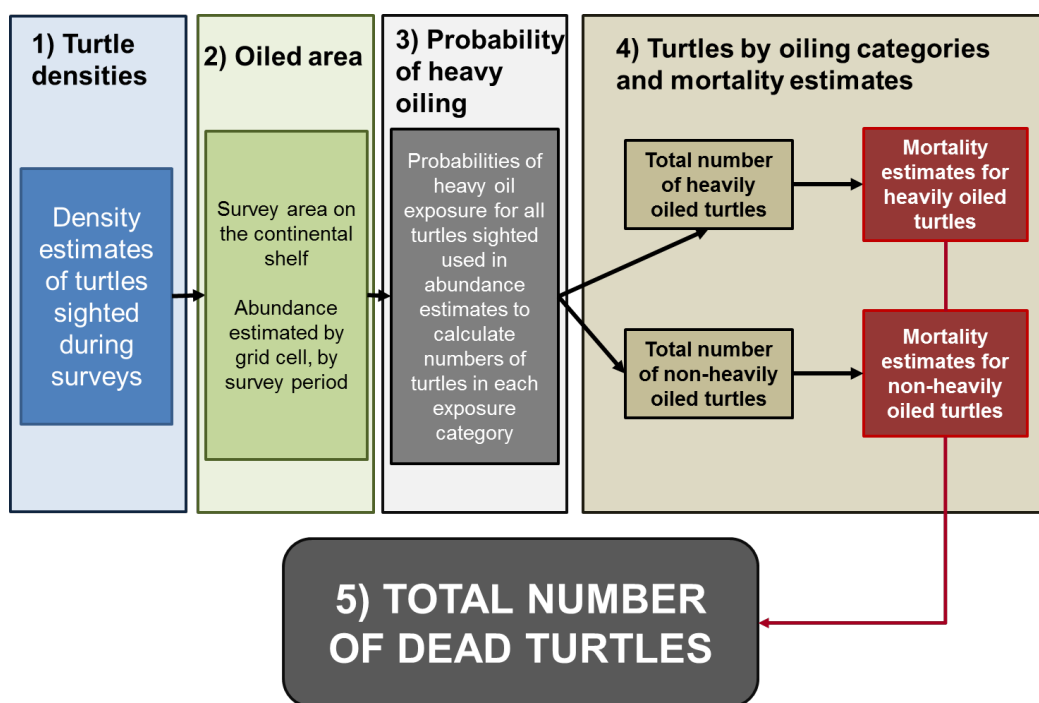 1) Turtle
densities
Density
estimates
of turtles
sighted
during
surveys
2) Oiled area
Survey area on
the continental
shelf
Abundance
estimated by
grid cell, by
survey period
3) Probability
of heavy
oiling
Probabilities of
heavy oil
exposure for all
turtles sighted
used in
abundance
estimates to
calculate
numbers of
turtles in each
exposure
category
4) Turtles by oiling categories
and mortality estimates
Total number
of heavily
oiled turtles
Mortality
estimates for
heavily oiled
turtles
Total number
of non-heavily
oiled turtles
Mortality
estimates for
non-heavily
oiled turtles
5) TOTAL NUMBER
OF DEAD TURTLES